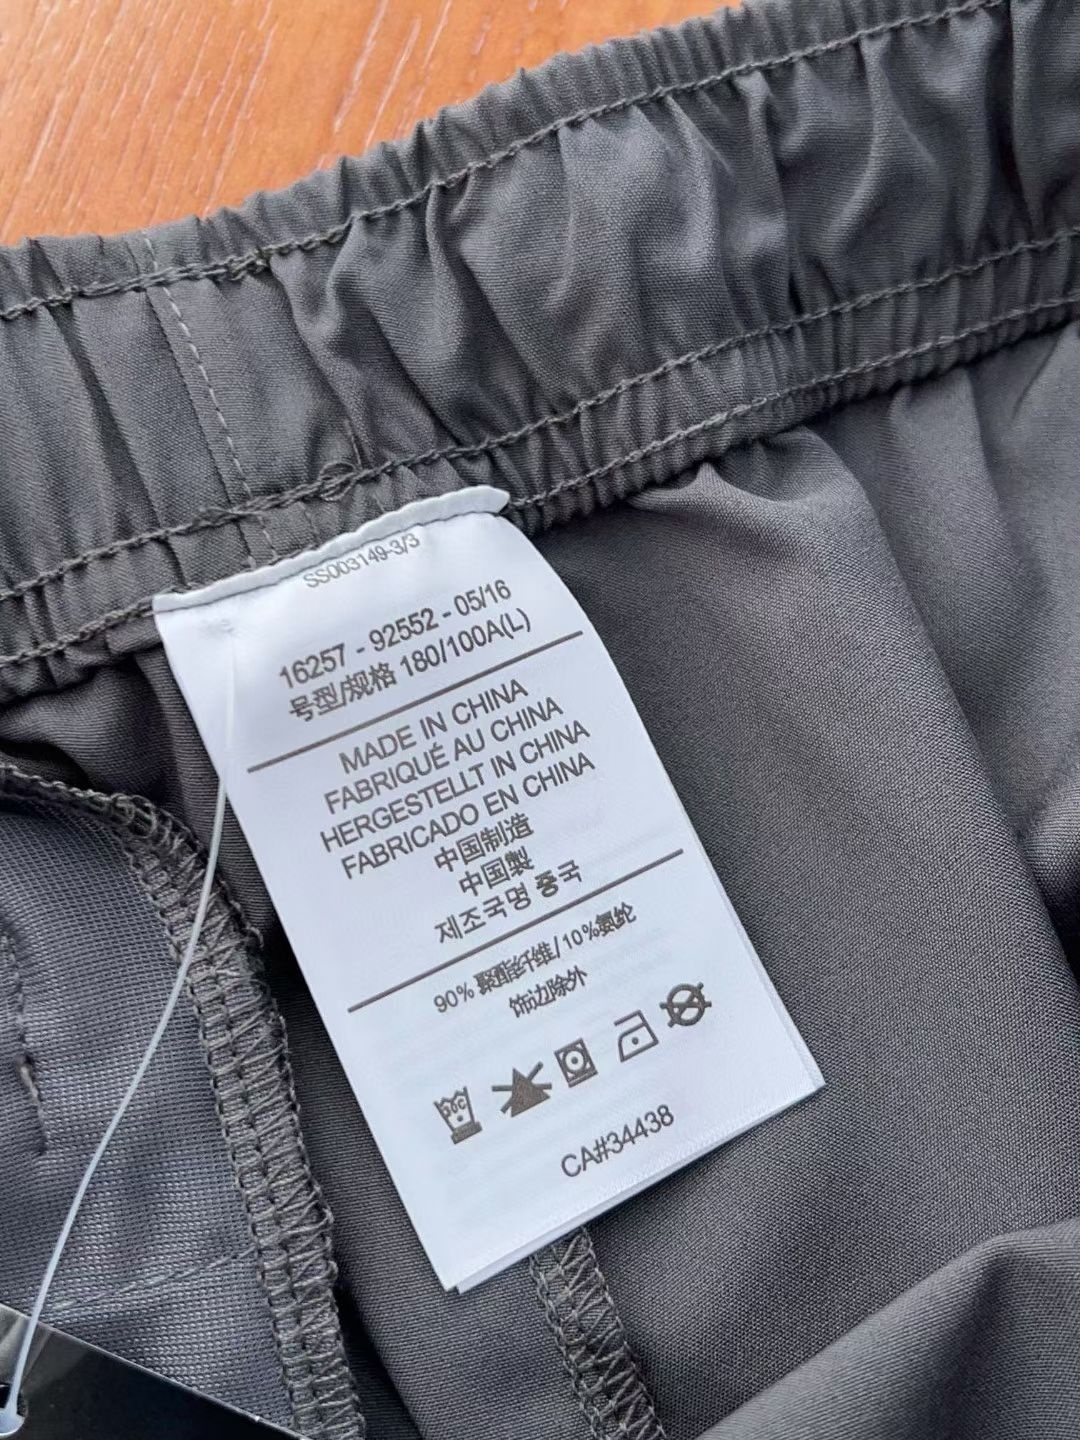 SS003149-3/3
16257 - 92552 - 05/16
号型/规格 180/100A(L)
MADE IN CHINA
FABRIQUÉ AU CHINA
HERGESTELLT IN CHINA
FABRICADO EN CHINA
中国制造
中国製
제조국명 중국
90% 聚酯纤维/10%氨纶
饰边除外
30C
CA#34438